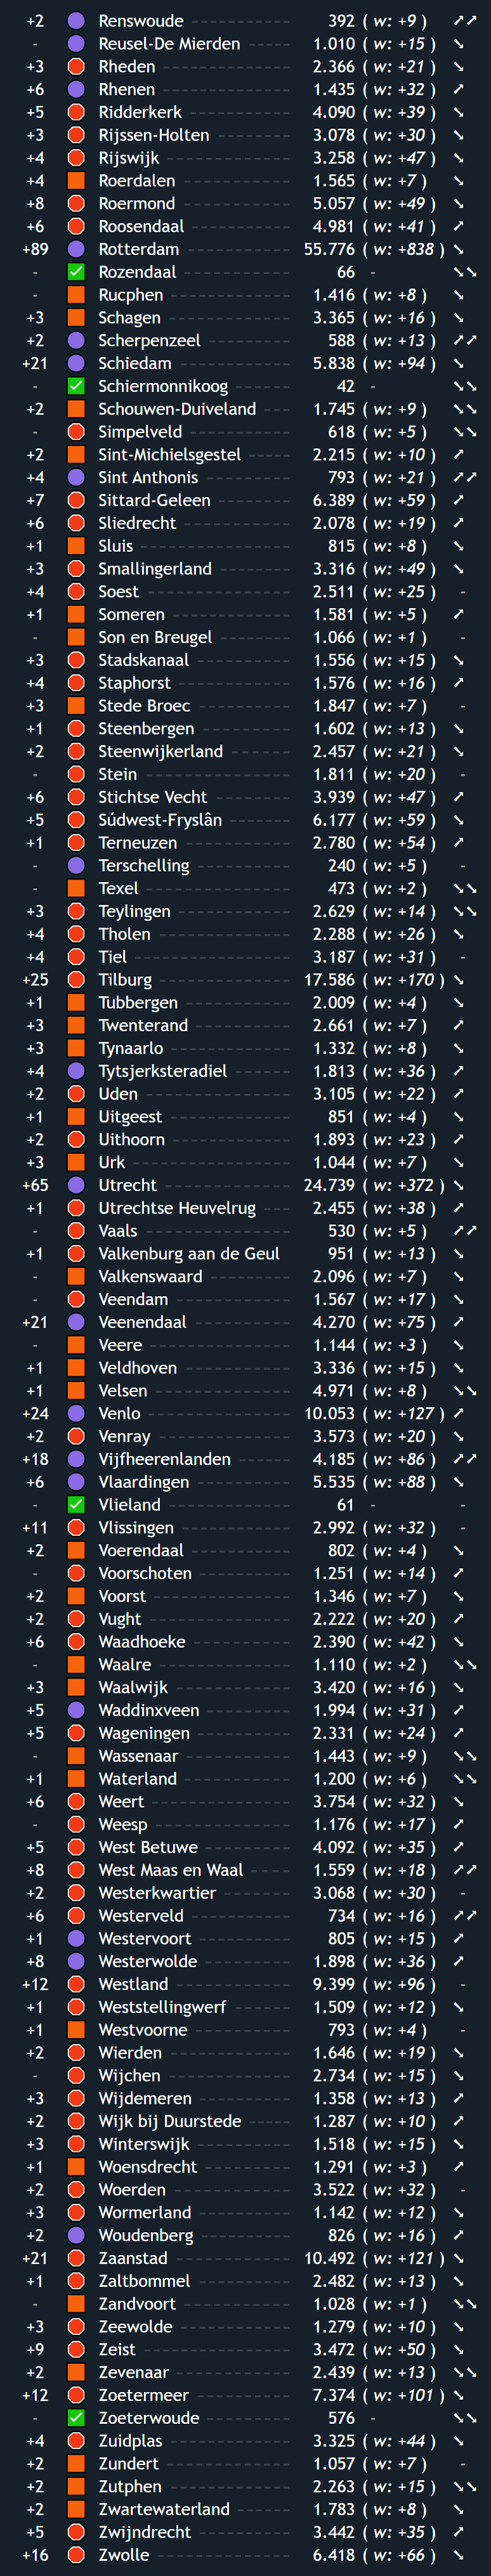 +2 Renswoude 392 ( w: +9 ) ↗↗
- Reusel-De Mierden 1.010 ( w: +15 ) ↘
+3 Rheden 2.366 ( w: +21 ) ↘
+6 Rhenen 1.435 ( w: +32 ) ↗
+5 Ridderkerk 4.090 ( w: +39 ) ↘
+3 Rijssen-Holten 3.078 ( w: +30 ) ↘
+4 Rijswijk 3.258 ( w: +47 ) ↘
+4 Roerdalen 1.565 ( w: +7 ) ↘
+8 Roermond 5.057 ( w: +49 ) ↘
+6 Roosendaal 4.981 ( w: +41 ) ↗
+89 Rotterdam 55.776 ( w: +838 ) ↘
- Rozendaal 66 - ↘↘
- Rucphen 1.416 ( w: +8 ) ↘
+3 Schagen 3.365 ( w: +16 ) ↘
+2 Scherpenzeel 588 ( w: +13 ) ↗↗
+21 Schiedam 5.838 ( w: +94 ) ↘
- Schiermonnikoog 42 - ↘↘
+2 Schouwen-Duiveland 1.745 ( w: +9 ) ↘↘
- Simpelveld 618 ( w: +5 ) ↘↘
+2 Sint-Michielsgestel 2.215 ( w: +10 ) ↗
+4 Sint Anthonis 793 ( w: +21 ) ↗↗
+7 Sittard-Geleen 6.389 ( w: +59 ) ↗
+6 Sliedrecht 2.078 ( w: +19 ) ↗
+1 Sluis 815 ( w: +8 ) ↘
+3 Smallingerland 3.316 ( w: +49 ) ↘
+4 Soest 2.511 ( w: +25 ) -
+1 Someren 1.581 ( w: +5 ) ↗
- Son en Breugel 1.066 ( w: +1 ) -
+3 Stadskanaal 1.556 ( w: +15 ) ↘
+4 Staphorst 1.576 ( w: +16 ) ↗
+3 Stede Broec 1.847 ( w: +7 ) -
+1 Steenbergen 1.602 ( w: +13 ) ↘
+2 Steenwijkerland 2.457 ( w: +21 ) ↘
- Stein 1.811 ( w: +20 ) -
+6 Stichtse Vecht 3.939 ( w: +47 ) ↗
+5 Súdwest-Fryslân 6.177 ( w: +59 ) ↘
+1 Terneuzen 2.780 ( w: +54 ) ↗
- Terschelling 240 ( w: +5 ) -
- Texel 473 ( w: +2 ) ↘↘
+3 Teylingen 2.629 ( w: +14 ) ↘↘
+4 Tholen 2.288 ( w: +26 ) ↘
+4 Tiel 3.187 ( w: +31 ) -
+25 Tilburg 17.586 ( w: +170 ) ↘
+1 Tubbergen 2.009 ( w: +4 ) ↘
+3 Twenterand 2.661 ( w: +7 ) ↗
+3 Tynaarlo 1.332 ( w: +8 ) ↘
+4 Tytsjerksteradiel 1.813 ( w: +36 ) ↗
+2 Uden 3.105 ( w: +22 ) ↗
+1 Uitgeest 851 ( w: +4 ) ↘
+2 Uithoorn 1.893 ( w: +23 ) ↗
+3 Urk 1.044 ( w: +7 ) ↘
+65 Utrecht 24.739 ( w: +372 ) ↘
+1 Utrechtse Heuvelrug 2.455 ( w: +38 ) ↗
- Vaals 530 ( w: +5 ) ↗↗
+1 Valkenburg aan de Geul 951 ( w: +13 ) ↘
- Valkenswaard 2.096 ( w: +7 ) ↘
- Veendam 1.567 ( w: +17 ) ↘
+21 Veenendaal 4.270 ( w: +75 ) ↗
- Veere 1.144 ( w: +3 ) ↘
+1 Veldhoven 3.336 ( w: +15 ) ↘
+1 Velsen 4.971 ( w: +8 ) ↘↘
+24 Venlo 10.053 ( w: +127 ) ↗
+2 Venray 3.573 ( w: +20 ) ↘
+18 Vijfheerenlanden 4.185 ( w: +86 ) ↗↗
+6 Vlaardingen 5.535 ( w: +88 ) ↘
- Vlieland 61 - -
+11 Vlissingen 2.992 ( w: +32 ) -
+2 Voerendaal 802 ( w: +4 ) ↘
- Voorschoten 1.251 ( w: +14 ) ↗
+2 Voorst 1.346 ( w: +7 ) ↘
+2 Vught 2.222 ( w: +20 ) ↗
+6 Waadhoeke 2.390 ( w: +42 ) ↘
- Waalre 1.110 ( w: +2 ) ↘↘
+3 Waalwijk 3.420 ( w: +16 ) ↘
+5 Waddinxveen 1.994 ( w: +31 ) ↗
+5 Wageningen 2.331 ( w: +24 ) ↗
- Wassenaar 1.443 ( w: +9 ) ↘↘
+1 Waterland 1.200 ( w: +6 ) ↘↘
+6 Weert 3.754 ( w: +32 ) ↘
- Weesp 1.176 ( w: +17 ) ↗
+5 West Betuwe 4.092 ( w: +35 ) ↗
+8 West Maas en Waal 1.559 ( w: +18 ) ↗↗
+2 Westerkwartier 3.068 ( w: +30 ) -
+6 Westerveld 734 ( w: +16 ) ↗↗
+1 Westervoort 805 ( w: +15 ) ↗
+8 Westerwolde 1.898 ( w: +36 ) ↗
+12 Westland 9.399 ( w: +96 ) -
+1 Weststellingwerf 1.509 ( w: +12 ) ↘
+1 Westvoorne 793 ( w: +4 ) -
+2 Wierden 1.646 ( w: +19 ) ↘
- Wijchen 2.734 ( w: +15 ) ↘
+3 Wijdemeren 1.358 ( w: +13 ) ↗
+2 Wijk bij Duurstede 1.287 ( w: +10 ) ↗
+3 Winterswijk 1.518 ( w: +15 ) ↘
+1 Woensdrecht 1.291 ( w: +3 ) ↗
+2 Woerden 3.522 ( w: +32 ) -
+3 Wormerland 1.142 ( w: +12 ) ↘
+2 Woudenberg 826 ( w: +16 ) ↗
+21 Zaanstad 10.492 ( w: +121 ) ↘
+1 Zaltbommel 2.482 ( w: +13 ) ↘
- Zandvoort 1.028 ( w: +1 ) ↘↘
+3 Zeewolde 1.279 ( w: +10 ) ↘
+9 Zeist 3.472 ( w: +50 ) ↘
+2 Zevenaar 2.439 ( w: +13 ) ↘↘
+12 Zoetermeer 7.374 ( w: +101 ) ↘
- Zoeterwoude 576 - ↘↘
+4 Zuidplas 3.325 ( w: +44 ) ↘
+2 Zundert 1.057 ( w: +7 ) -
+2 Zutphen 2.263 ( w: +15 ) ↘↘
+2 Zwartewaterland 1.783 ( w: +8 ) ↘
+5 Zwijndrecht 3.442 ( w: +35 ) ↗
+16 Zwolle 6.418 ( w: +66 ) ↘